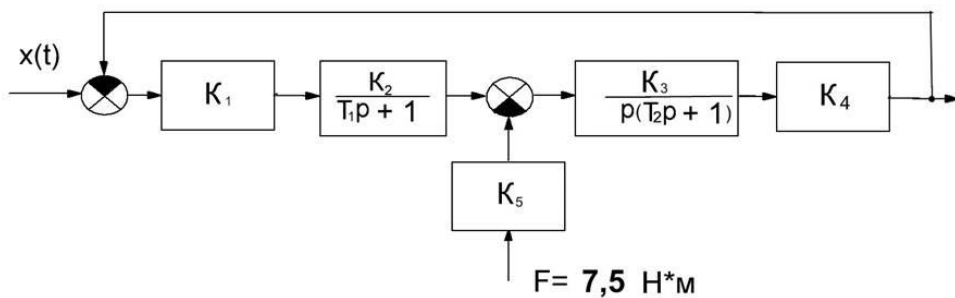 x(t)
K₁
K₂
T₁p + 1
K₃
p(T₂p + 1)
K₄
K₅
F= 7,5 Н*м